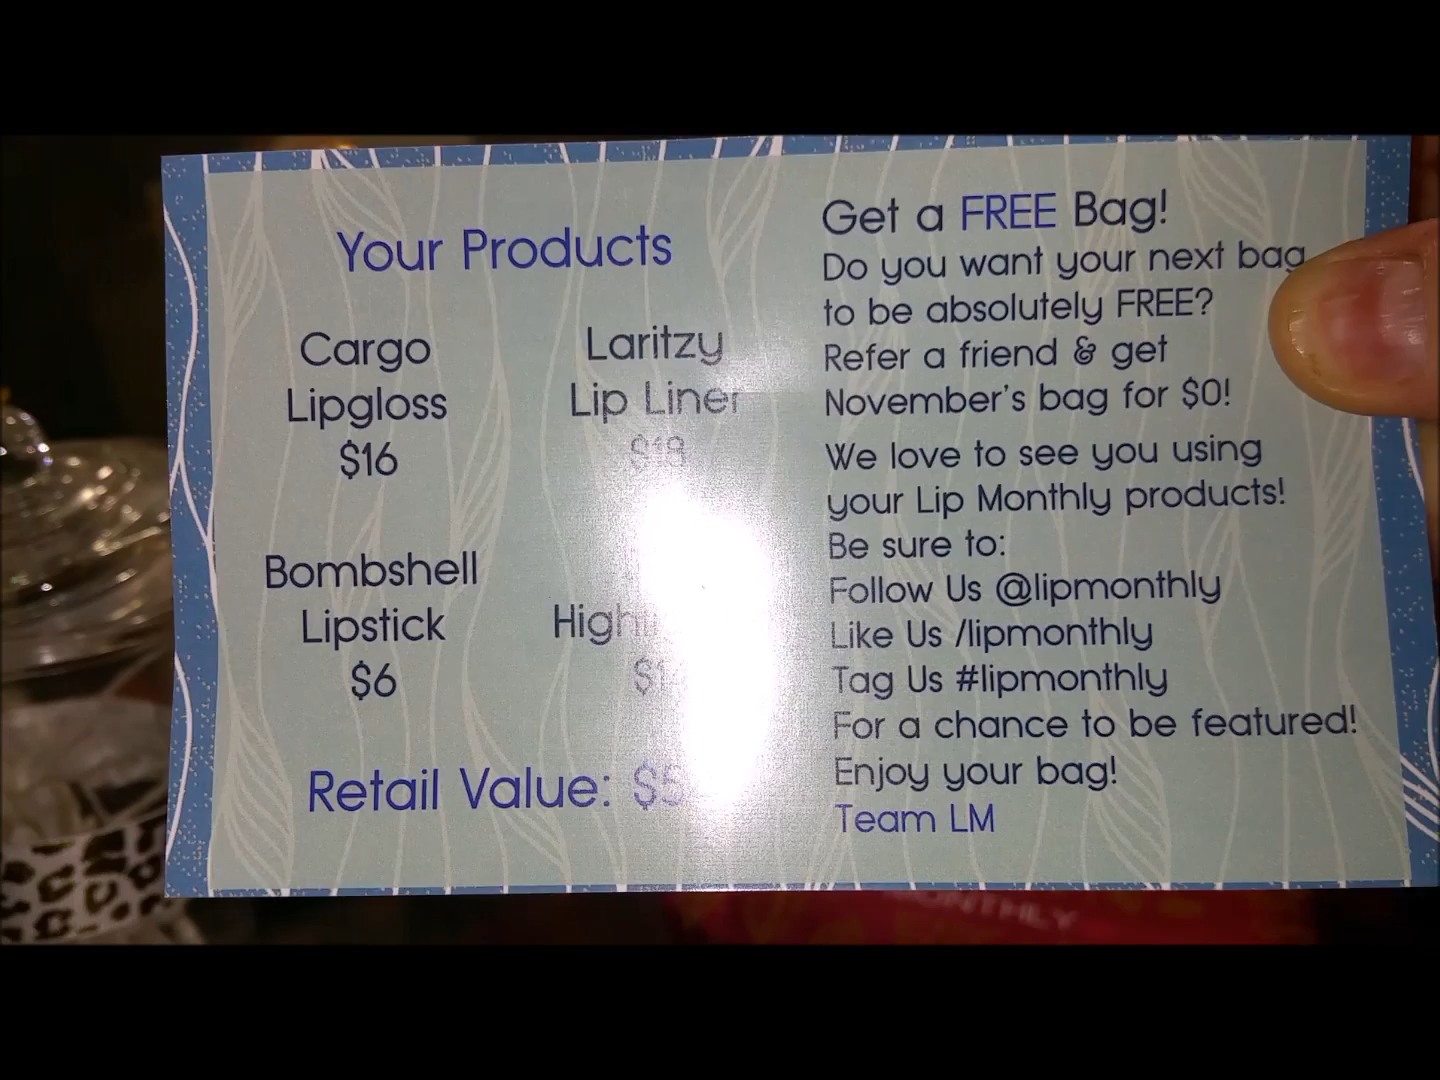 Your Products
Cargo
Lipgloss
$16
Laritzy
Lip Liner
Bombshell
Lipstick
$6
Retail Value:
Get a FREE Bag!
Do you want your next bag
to be absolutely FREE?
Refer a friend & get
November's bag for $0!
We love to see you using
your Lip Monthly products!
Be sure to:
Follow Us @lipmonthly
Like Us /lipmonthly
Tag Us #lipmonthly
For a chance to be featured!
Enjoy your bag!
Team LM